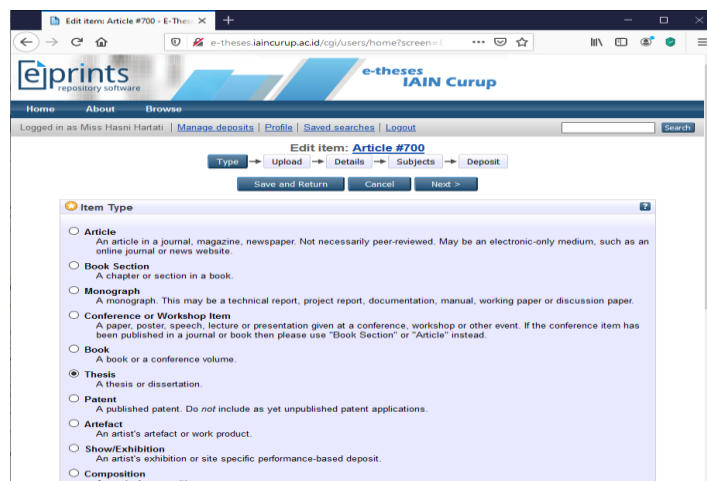 Edit item: Article #700 - E-Thes
e-theses.iaincurup.ac.id/cgi/users/home?screen=
eprints
repository software
e-theses
IAIN Curup
Home About Browse
Logged in as Miss Hasni Hartati | Manage deposits | Profile | Saved searches | Logout
Search
Edit item: Article #700
Type → Upload → Details → Subjects → Deposit
Save and Return Cancel Next >
Item Type
Article
An article in a journal, magazine, newspaper. Not necessarily peer-reviewed. May be an electronic-only medium, such as an
online journal or news website.
Book Section
A chapter or section in a book.
Monograph
A monograph. This may be a technical report, project report, documentation, manual, working paper or discussion paper.
Conference or Workshop Item
A paper, poster, speech, lecture or presentation given at a conference, workshop or other event. If the conference item has
been published in a journal or book then please use "Book Section" or "Article" instead.
Book
A book or a conference volume.
Thesis
A thesis or dissertation.
Patent
A published patent. Do not include as yet unpublished patent applications.
Artefact
An artist's artefact or work product.
Show/Exhibition
An artist's exhibition or site specific performance-based deposit.
Composition